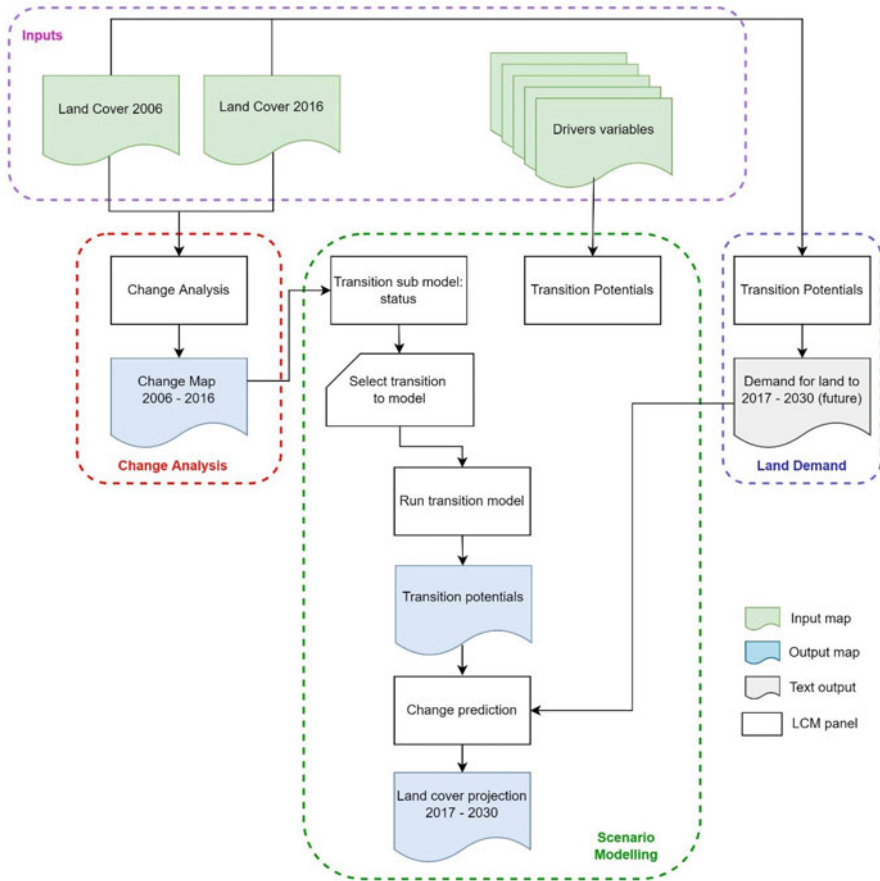 Inputs
Land Cover 2006
Land Cover 2016
Drivers variables
Change Analysis
Transition sub model:
status
Transition Potentials
Transition Potentials
Change Map
2006 - 2016
Select transition
to model
Demand for land to
2017 - 2030 (future)
Change Analysis
Land Demand
Run transition model
Transition potentials
Change prediction
Land cover projection
2017 - 2030
Scenario
Modelling
Input map
Output map
Text output
LCM panel